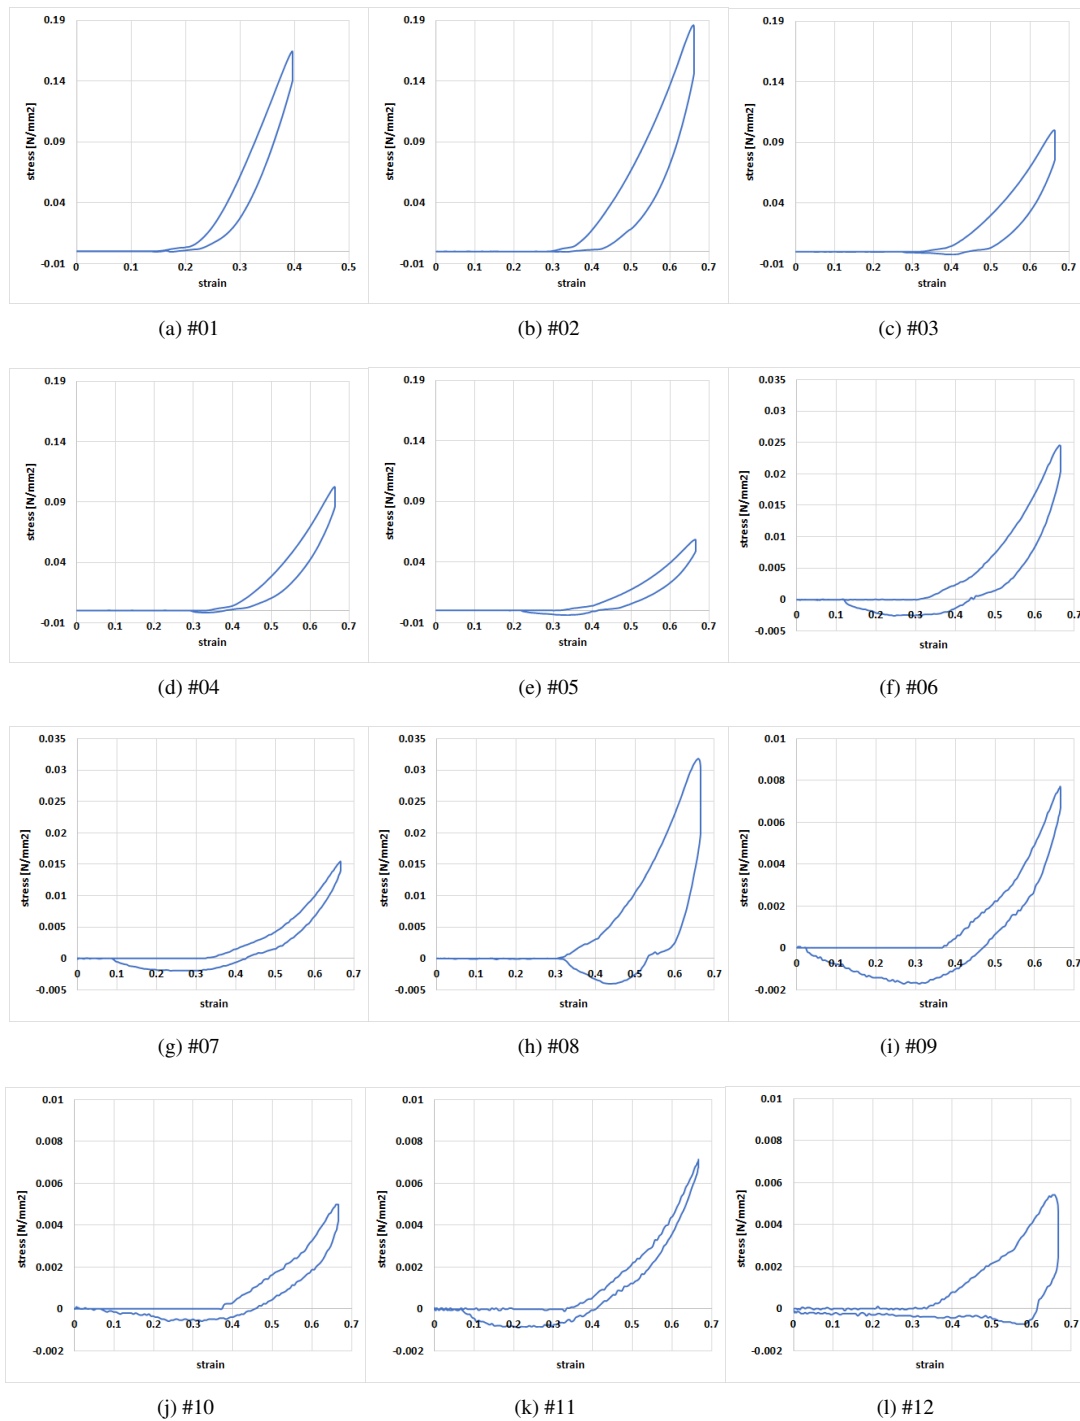 0.19 0.19 0.19
0.14 0.14 0.14
stress [N/mm2] stress [N/mm2] stress [N/mm2]
0.09 0.09 0.09
0.04 0.04 0.04
-0.01 -0.01 -0.01
0 0.1 0.2 0.3 0.4 0.5 0 0.1 0.2 0.3 0.4 0.5 0.6 0.7 0 0.1 0.2 0.3 0.4 0.5 0.6 0.7
strain strain strain
(a) #01 (b) #02 (c) #03
0.19 0.19 0.035
0.14 0.14 0.03
0.025
stress [N/mm2] stress [N/mm2] stress [N/mm2]
0.09 0.09 0.02
0.015
0.04 0.04 0.01
0.005
0
-0.01 -0.01 -0.005
0 0.1 0.2 0.3 0.4 0.5 0.6 0.7 0 0.1 0.2 0.3 0.4 0.5 0.6 0.7 0 0.1 0.2 0.3 0.4 0.5 0.6 0.7
strain strain strain
(d) #04 (e) #05 (f) #06
0.035 0.035 0.01
0.03 0.03 0.008
0.025 0.025 0.006
stress [N/mm2] stress [N/mm2] stress [N/mm2]
0.02 0.02 0.004
0.015 0.015 0.002
0.01 0.01 0
0.005 0.005 -0.002
0 0
-0.005 -0.005
0 0.1 0.2 0.3 0.4 0.5 0.6 0.7 0 0.1 0.2 0.3 0.4 0.5 0.6 0.7 0 0.1 0.2 0.3 0.4 0.5 0.6 0.7
strain strain strain
(g) #07 (h) #08 (i) #09
0.01 0.01 0.01
0.008 0.008 0.008
0.006 0.006 0.006
stress [N/mm2] stress [N/mm2] stress [N/mm2]
0.004 0.004 0.004
0.002 0.002 0.002
0 0 0
0 0.1 0.2 0.3 0.4 0.5 0.6 0.7 0 0.1 0.2 0.3 0.4 0.5 0.6 0.7 0 0.1 0.2 0.3 0.4 0.5 0.6 0.7
-0.002 -0.002 -0.002
strain strain strain
(j) #10 (k) #11 (l) #12